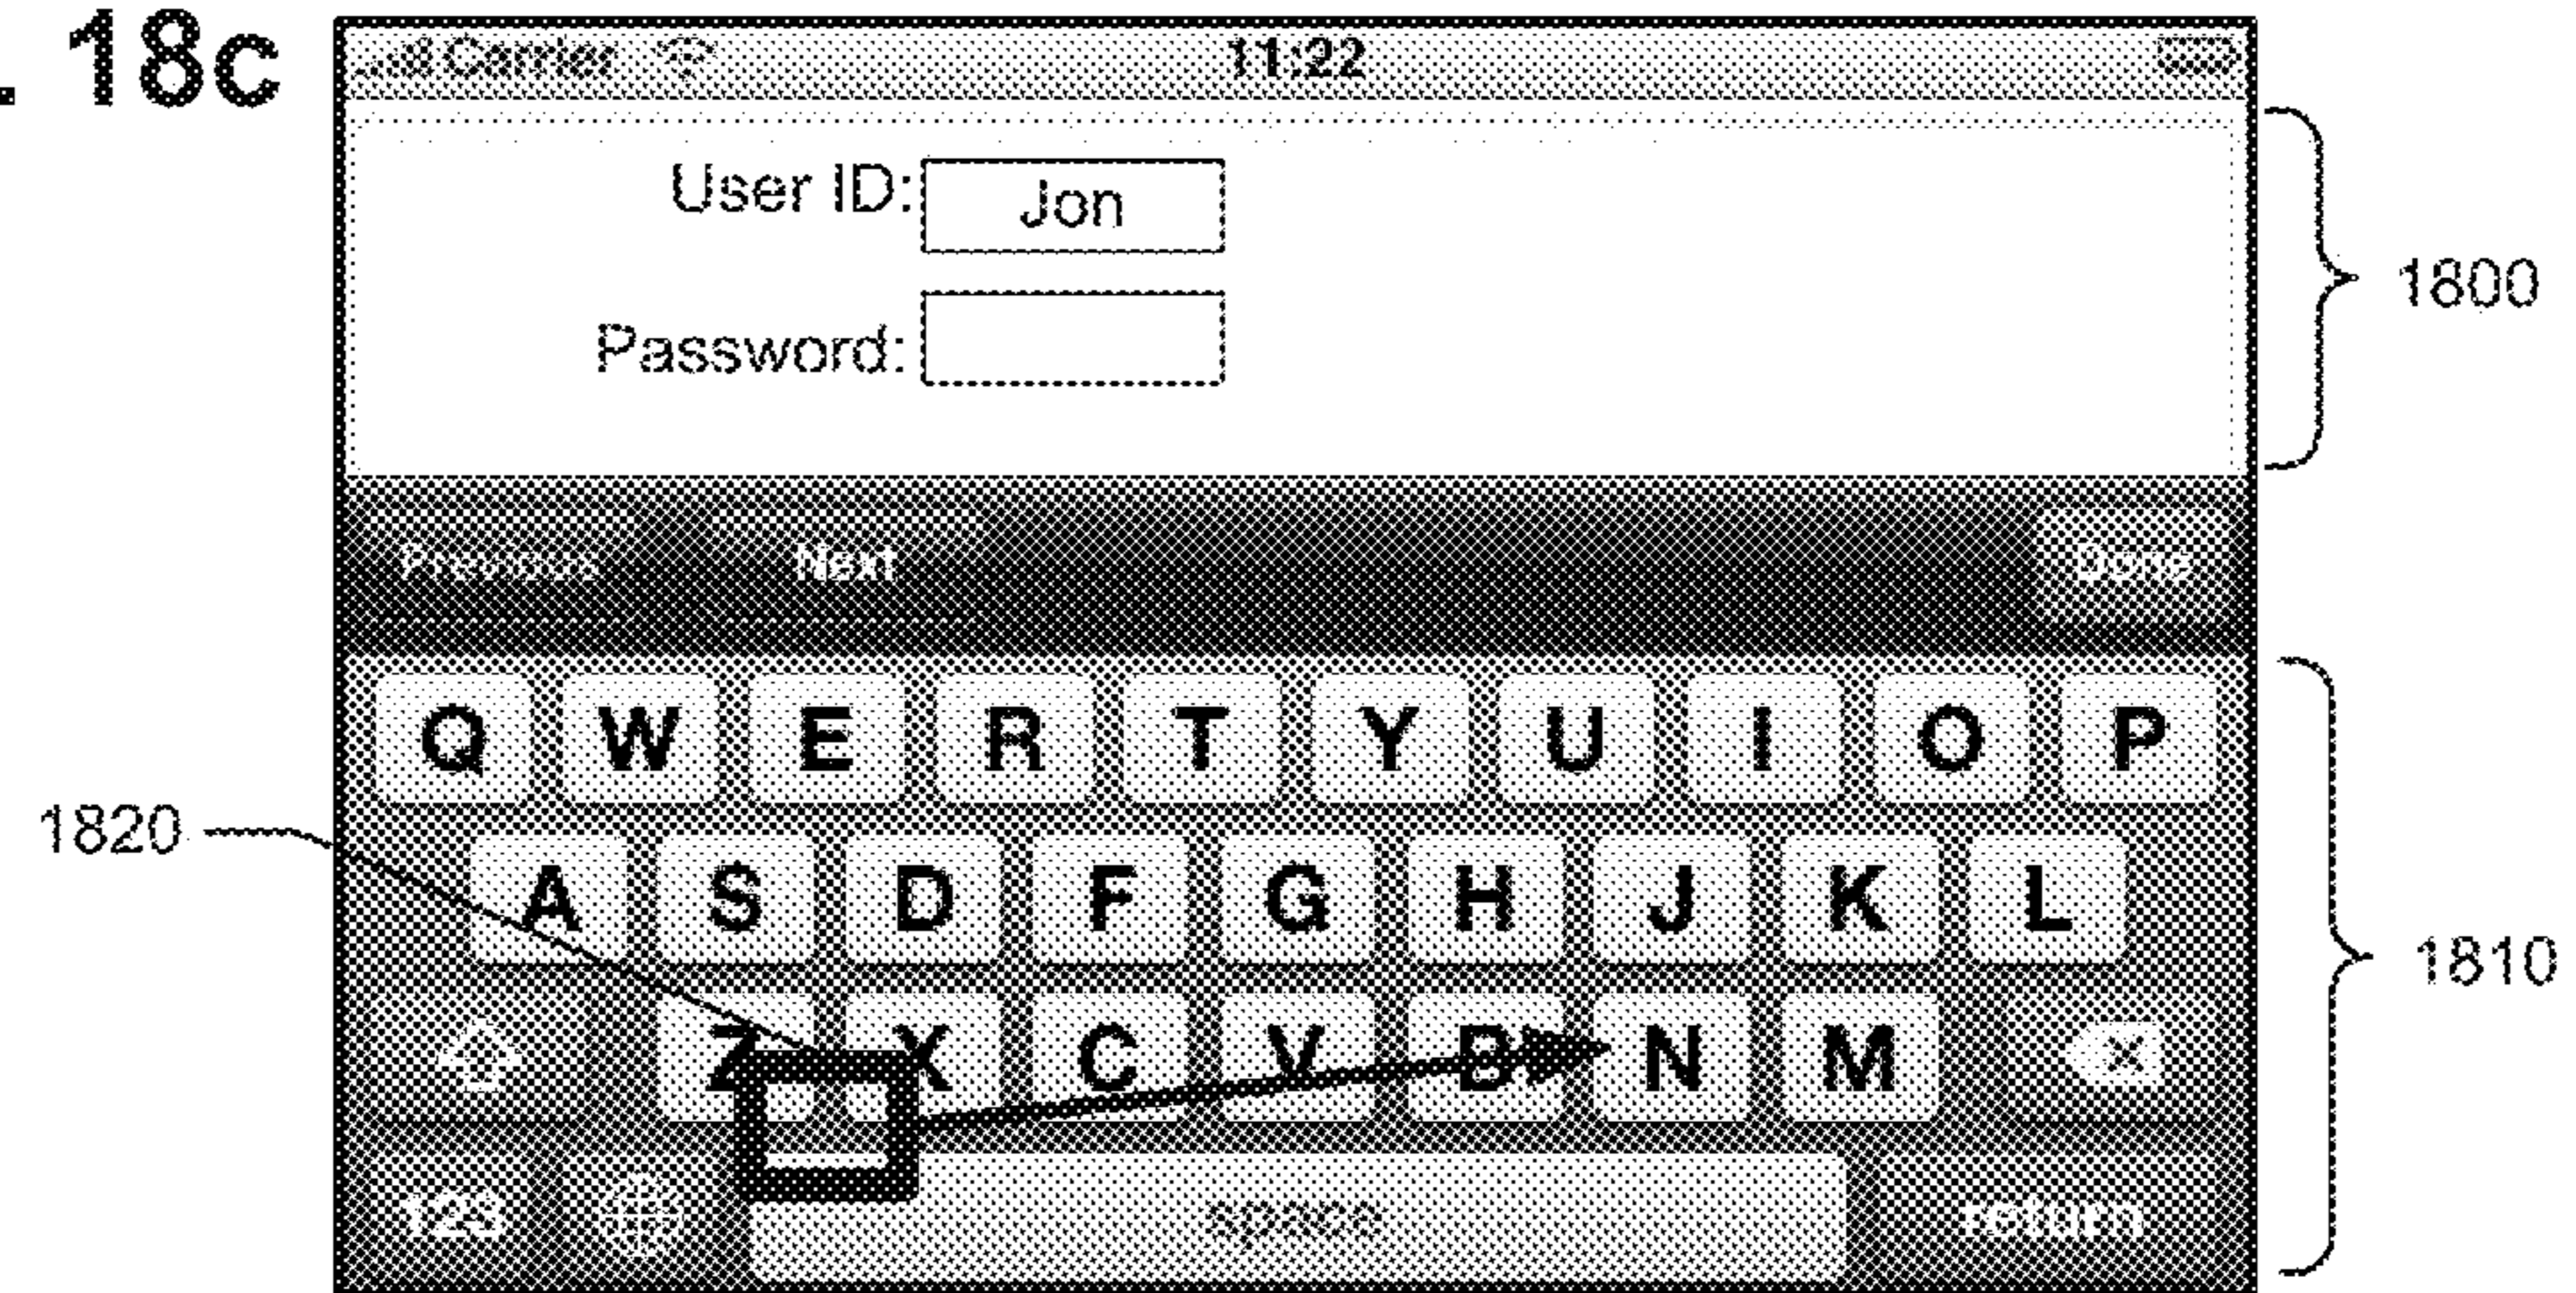 . 18c
Carrier 11:22
User ID: Jon
1800
Password:
Previous Next Done
Q W E R T Y U I O P
1820
A S D F G H J K L
1810
Z X C V B N M
123 space return